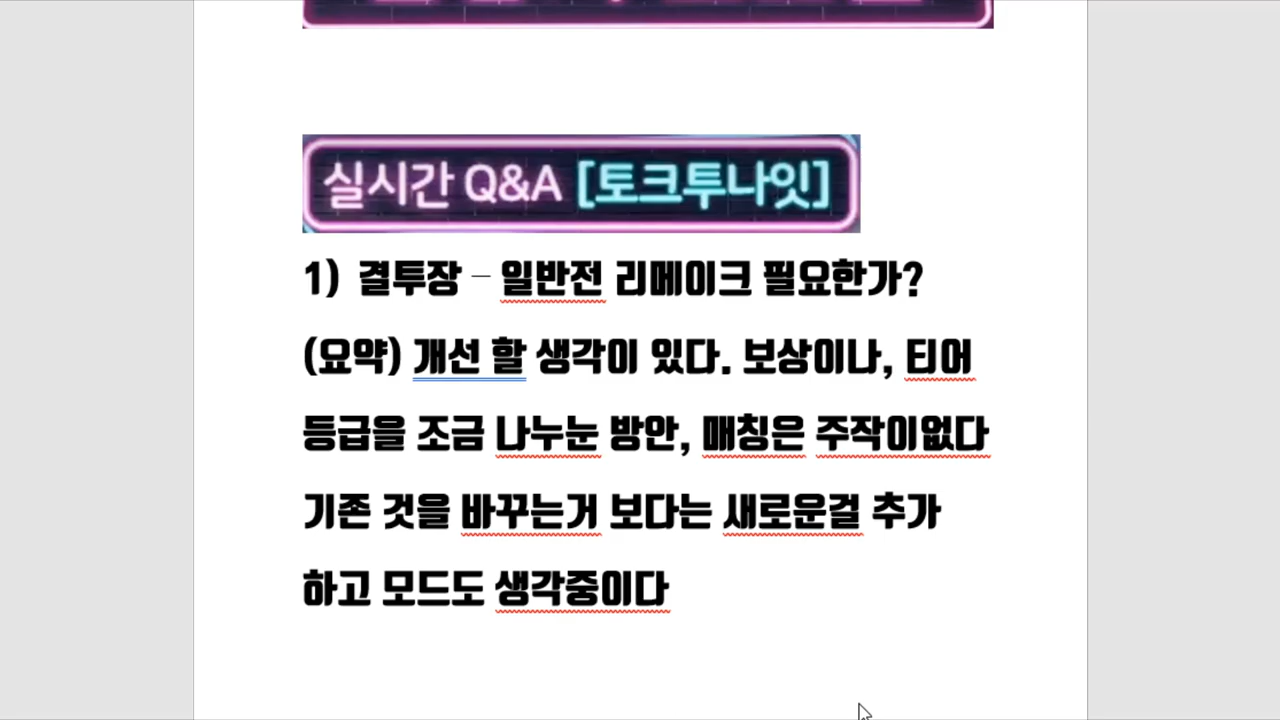 실시간 Q&A [토크투나잇]
1) 결투장 – 일반전 리메이크 필요한가?
(요약) 개선 할 생각이 있다. 보상이나, 티어
등급을 조금 나누눈 방안, 매칭은 주작이없다
기존 것을 바꾸는거 보다는 새로운걸 추가
하고 모드도 생각중이다